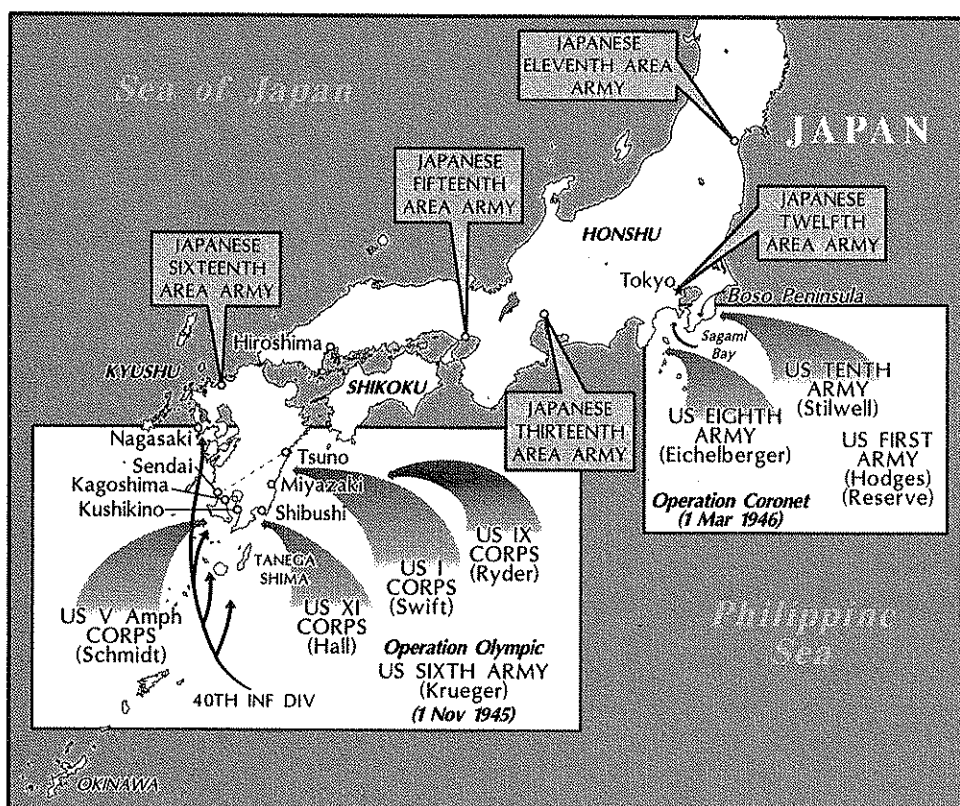 JAPANESE
ELEVENTH AREA
ARMY
Sea of Japan
JAPAN
JAPANESE
FIFTEENTH
AREA ARMY
JAPANESE
TWELFTH
AREA ARMY
HONSHU
JAPANESE
SIXTEENTH
AREA ARMY
Tokyo
Boso Peninsula
Hiroshima
Sagami
Bay
KYUSHU
SHIKOKU
US TENTH
ARMY
(Stilwell)
US EIGHTH
ARMY
(Eichelberger)
JAPANESE
THIRTEENTH
AREA ARMY
US FIRST
ARMY
(Hodges)
(Reserve)
Nagasaki
Tsuno
Sendai
Kagoshima
Miyazaki
Kushikino
Shibushi
Operation Coronet
(1 Mar 1946)
US IX
CORPS
(Ryder)
TANEGA
SHIMA
US I
CORPS
(Swift)
US V Amph
CORPS
(Schmidt)
US XI
CORPS
(Hall)
Philippine
Sea
Operation Olympic
US SIXTH ARMY
(Krueger)
(1 Nov 1945)
40TH INF DIV
OKINAWA